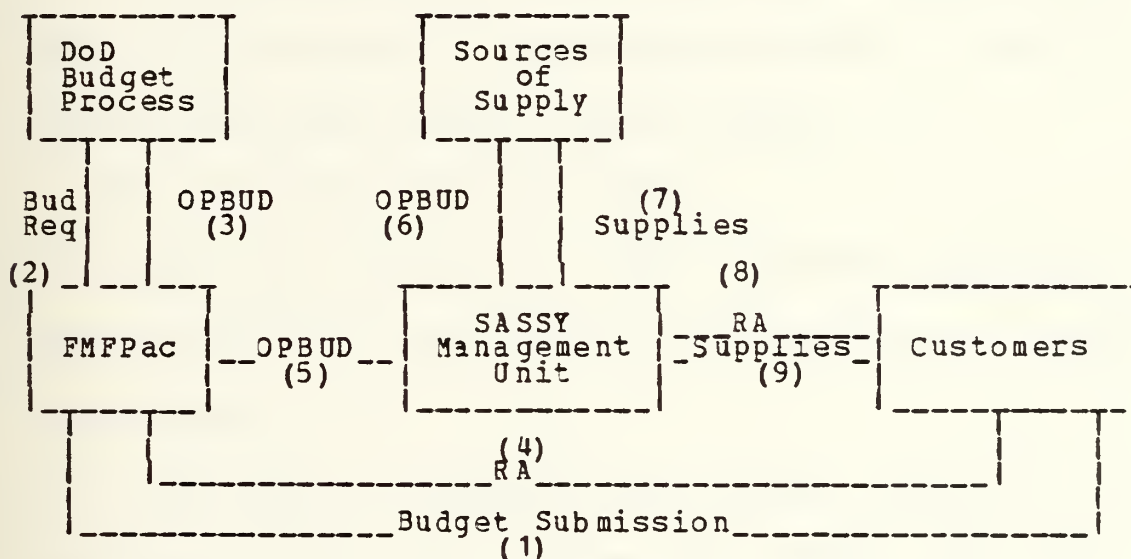 DoD
Budget
Process
Sources
of
Supply
Bud
Req
OPBUD
(3)
OPBUD
(6)
(7)
Supplies
(2)
(8)
FMFPac
OPBUD
(5)
SASSY
Management
Unit
RA
Supplies
(9)
Customers
(4)
RA
Budget Submission
(1)